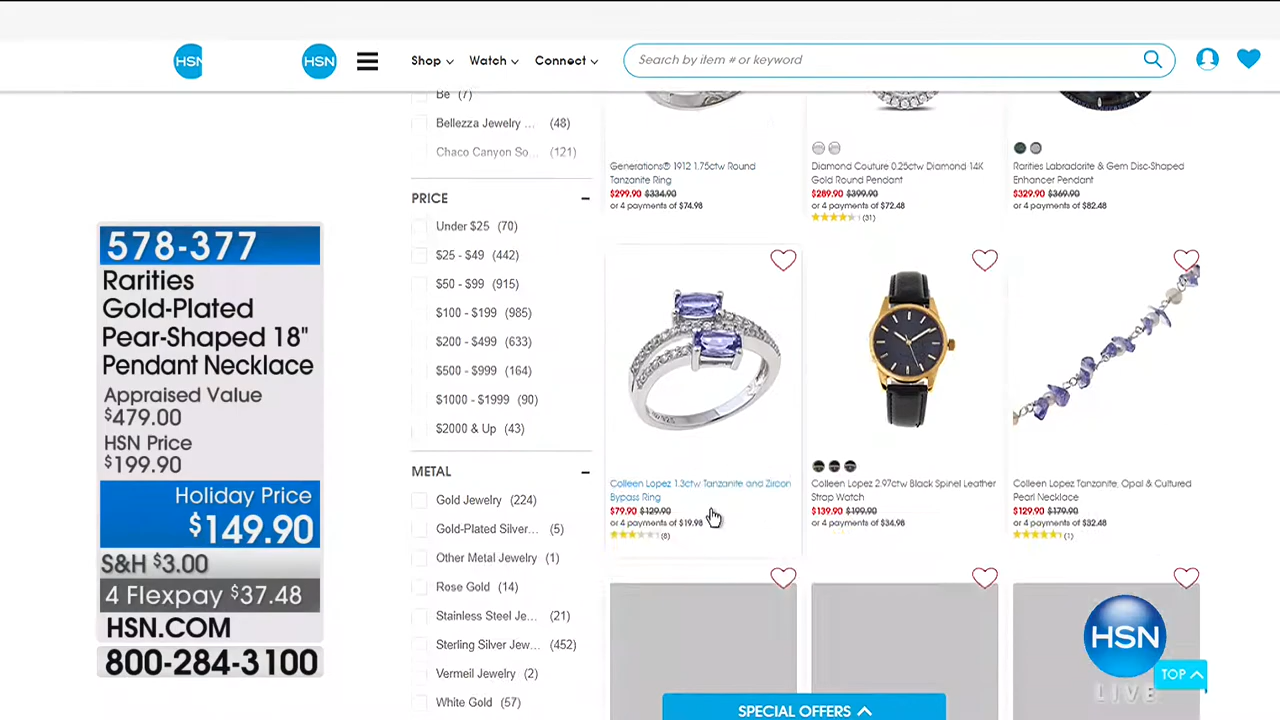 HSN
HSN
Shop
Watch
Connect
Search by item # or keyword
Be (7)
Bellezza Jewelry ... (48)
Chaco Canyon So... (121)
PRICE
Under $25 (70)
$25 - $49 (442)
$50 - $99 (915)
$100 - $199 (985)
$200 - $499 (633)
$500 - $999 (164)
$1000 - $1999 (90)
$2000 & Up (43)
METAL
Gold Jewelry (224)
Gold-Plated Silver... (5)
Other Metal Jewelry (1)
Rose Gold (14)
Stainless Steel Je... (21)
Sterling Silver Jew... (452)
Vermeil Jewelry (2)
White Gold (57)
Generations® 1912 1.75ctw Round
Tanzanite Ring
$299.90 $334.90
or 4 payments of $74.98
Diamond Couture 0.25ctw Diamond 14K
Gold Round Pendant
$289.90 $399.90
or 4 payments of $72.48
(31)
Rarities Labradorite & Gem Disc-Shaped
Enhancer Pendant
$329.90 $369.90
or 4 payments of $82.48
Colleen Lopez 1.3ctw Tanzanite and Zircon
Bypass Ring
$79.90 $129.90
or 4 payments of $19.98
(8)
Colleen Lopez 2.97ctw Black Spinel Leather
Strap Watch
$139.90 $199.90
or 4 payments of $34.98
Colleen Lopez Tanzanite, Opal & Cultured
Pearl Necklace
$129.90 $179.90
or 4 payments of $32.48
(1)
578-377
Rarities
Gold-Plated
Pear-Shaped 18"
Pendant Necklace
Appraised Value
$479.00
HSN Price
$199.90
Holiday Price
$149.90
S&H $3.00
4 Flexpay $37.48
HSN.COM
800-284-3100
HSN
LIVE
TOP
SPECIAL OFFERS